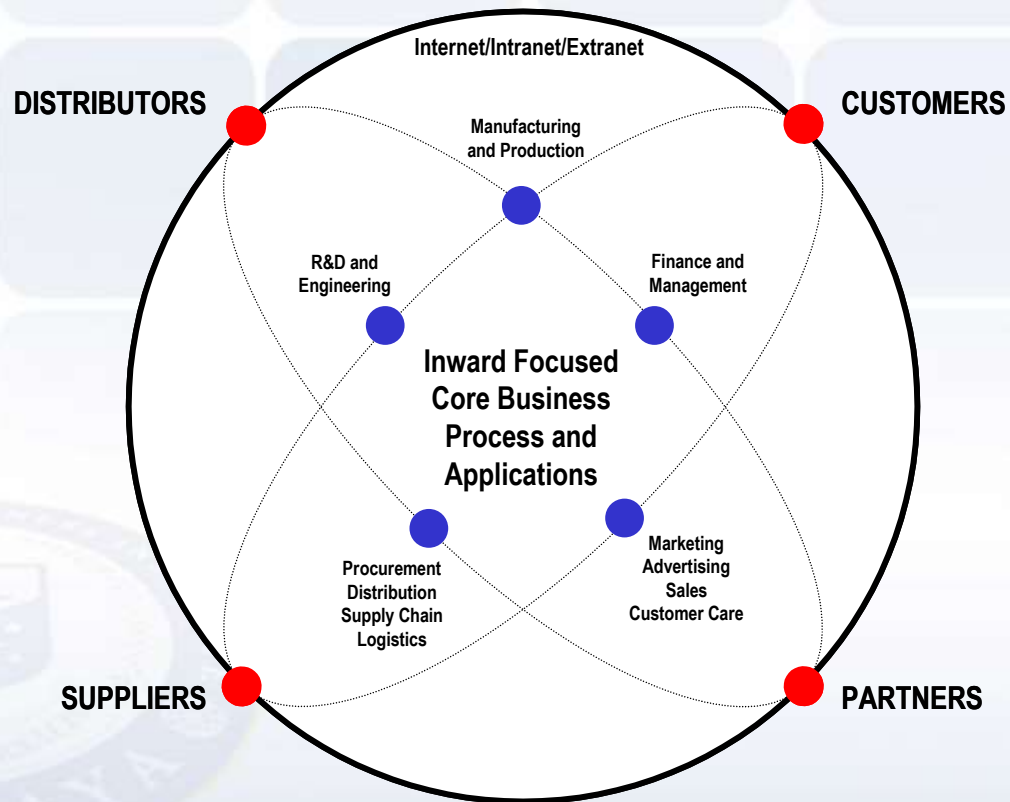 Internet/Intranet/Extranet
DISTRIBUTORS
CUSTOMERS
Manufacturing
and Production
R&D and
Engineering
Finance and
Management
Inward Focused
Core Business
Process and
Applications
Procurement
Distribution
Supply Chain
Logistics
Marketing
Advertising
Sales
Customer Care
SUPPLIERS
PARTNERS